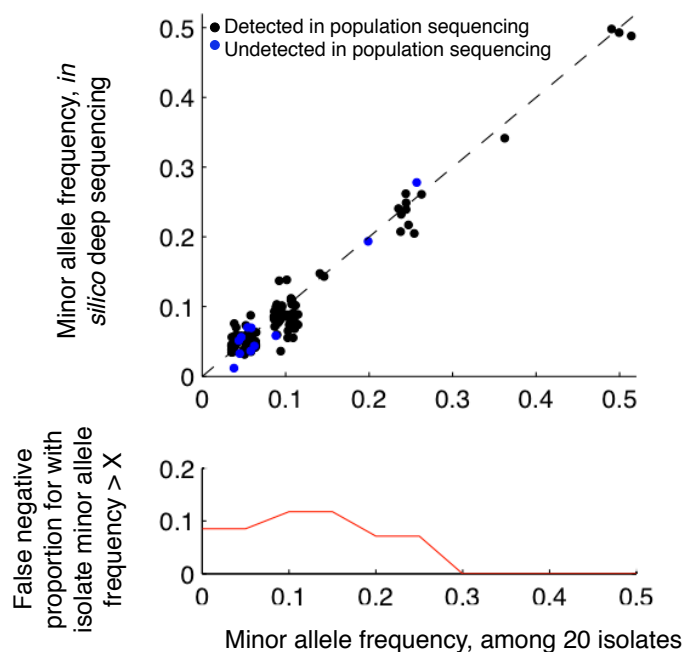 Detected in population sequencing
Undetected in population sequencing
Minor allele frequency, in
silico deep sequencing
0.5
0.4
0.3
0.2
0.1
0
0 0.1 0.2 0.3 0.4 0.5
False negative
proportion for with
isolate minor allele
frequency > X
0.2
0.1
0
0 0.1 0.2 0.3 0.4 0.5
Minor allele frequency, among 20 isolates